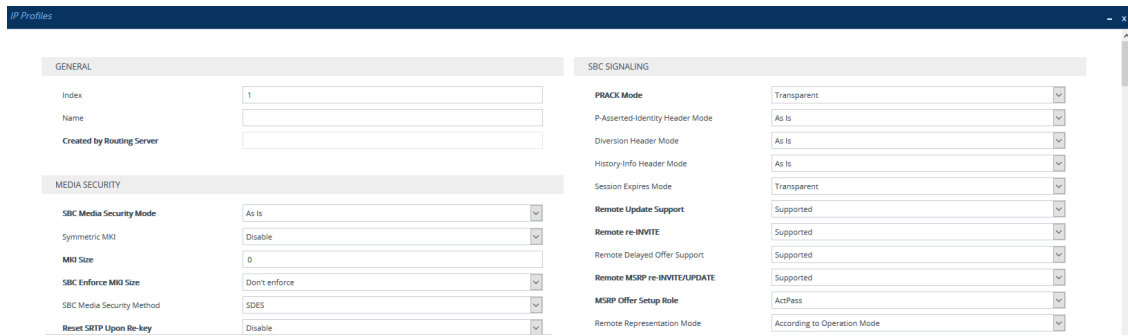 IP Profiles
GENERAL
Index 1
Name
Created by Routing Server
MEDIA SECURITY
SBC Media Security Mode As Is
Symmetric MKI Disable
MKI Size 0
SBC Enforce MKI Size Don't enforce
SBC Media Security Method SDES
Reset SRTP Upon Re-key Disable
SBC SIGNALING
PRACK Mode Transparent
P-Asserted-Identity Header Mode As Is
Diversion Header Mode As Is
History-Info Header Mode As Is
Session Expires Mode Transparent
Remote Update Support Supported
Remote re-INVITE Supported
Remote Delayed Offer Support Supported
Remote MSRP re-INVITE/UPDATE Supported
MSRP Offer Setup Role ActPass
Remote Representation Mode According to Operation Mode